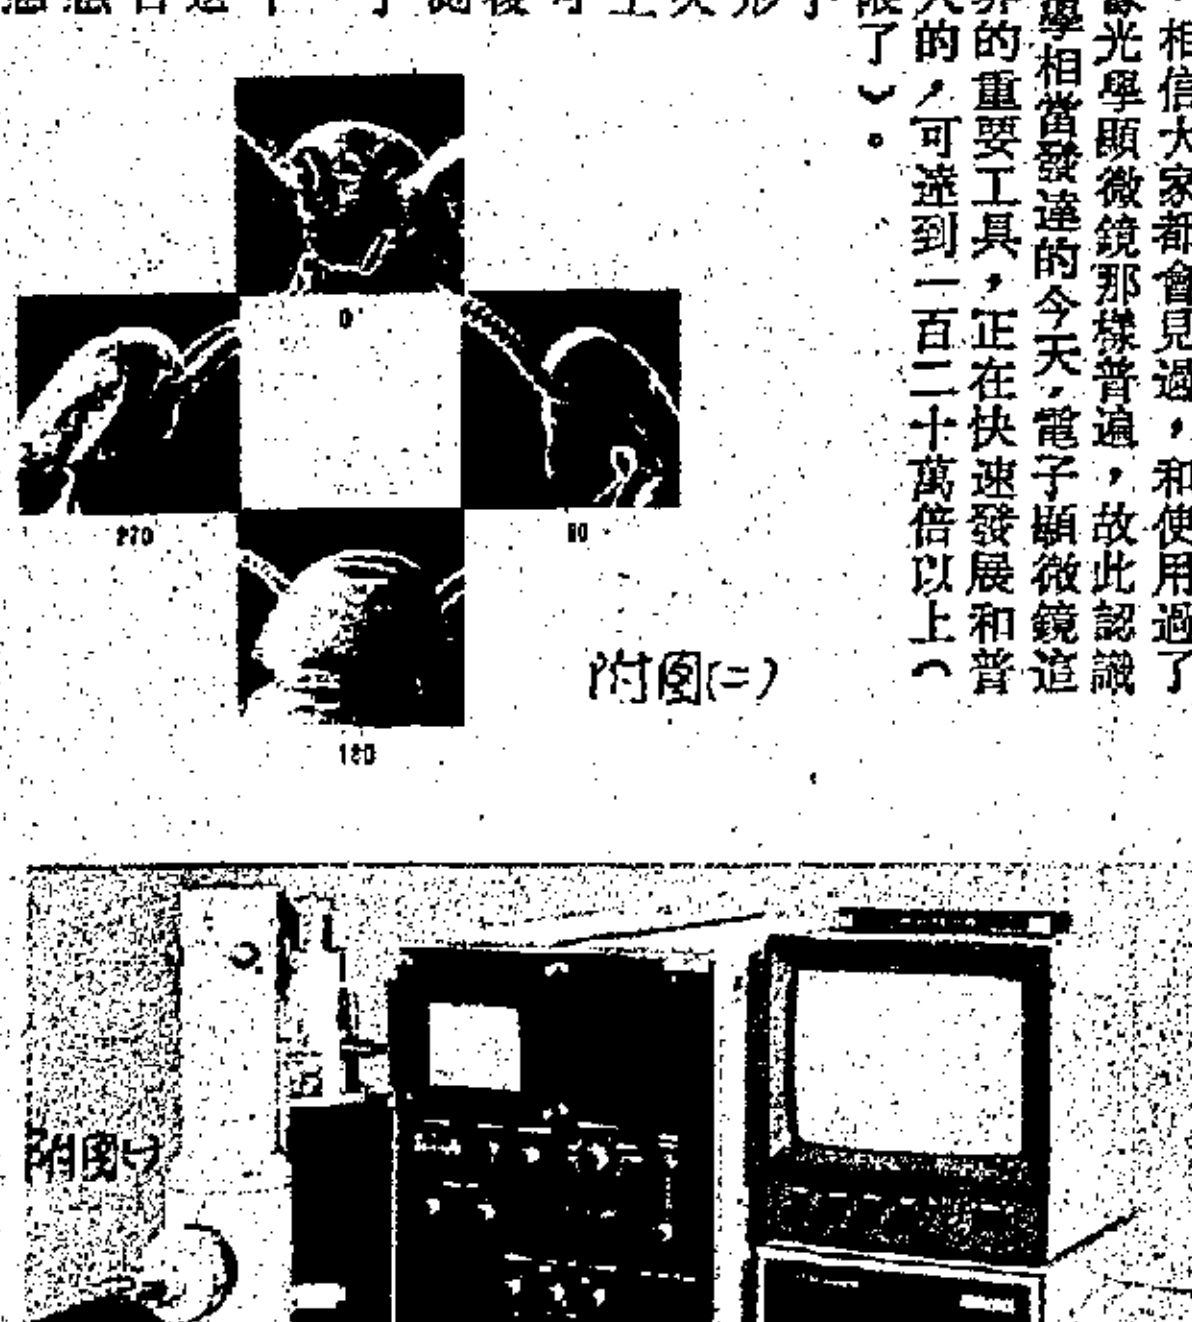 相信大家都會見過，和使用過了
像光學顯微鏡那樣普遍，故此認識
學相當發達的今天，電子顯微鏡這
界的重要工具，正在快速發展和普
的，可達到一百二十萬倍以上（
了）。
0
270
90
180
附圖(二)
附圖(一)